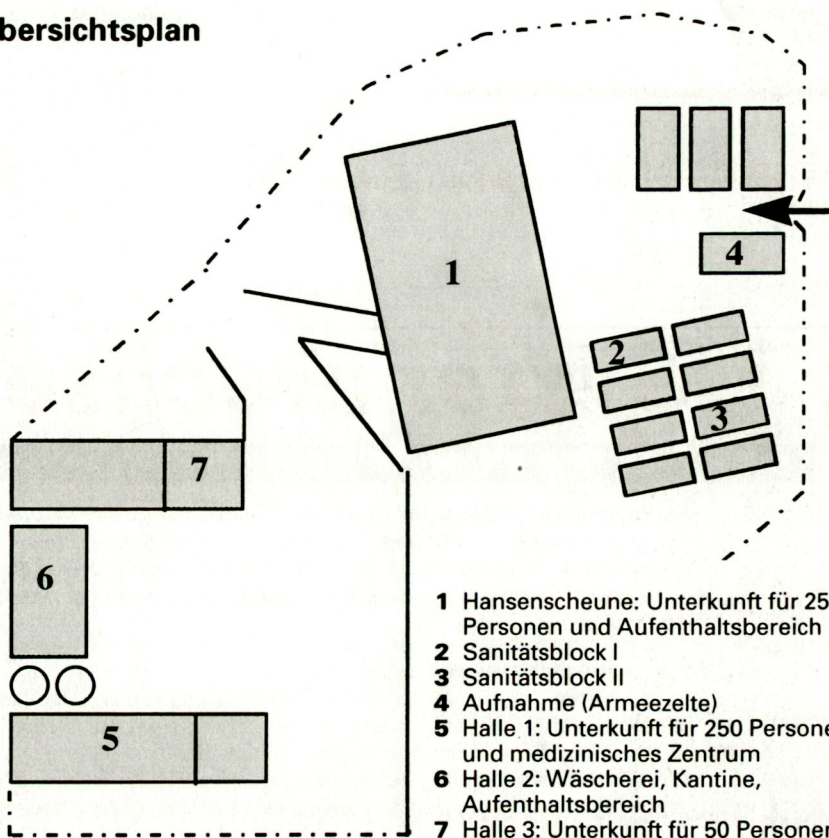 bersichtsplan
1
4
2
3
7
6
5
1 Hansenscheune: Unterkunft für 25
Personen und Aufenthaltsbereich
2 Sanitätsblock I
3 Sanitätsblock II
4 Aufnahme (Armeezelte)
5 Halle 1: Unterkunft für 250 Persone
und medizinisches Zentrum
6 Halle 2: Wäscherei, Kantine,
Aufenthaltsbereich
7 Halle 3: Unterkunft für 50 Persone